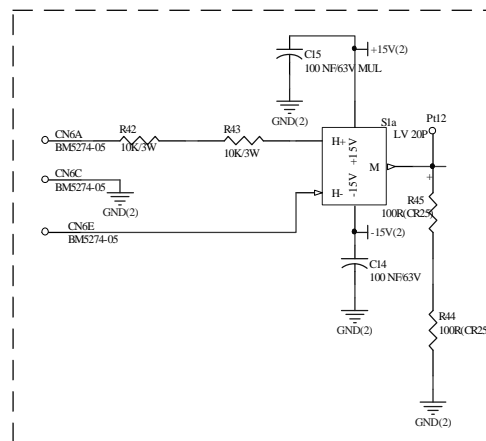 C15
+15V(2)
100 NF/63V MUL
GND(2)
S1a
Pt12
LV 20P
CN6A
R42
R43
BM5274-05
10K/3W
10K/3W
H+
+15V
M
CN6C
BM5274-05
GND(2)
-15V
H-
+
R45
100R(CR25)
CN6E
BM5274-05
-15V(2)
C14
100 NF/63V
GND(2)
R44
100R(CR25
GND(2)